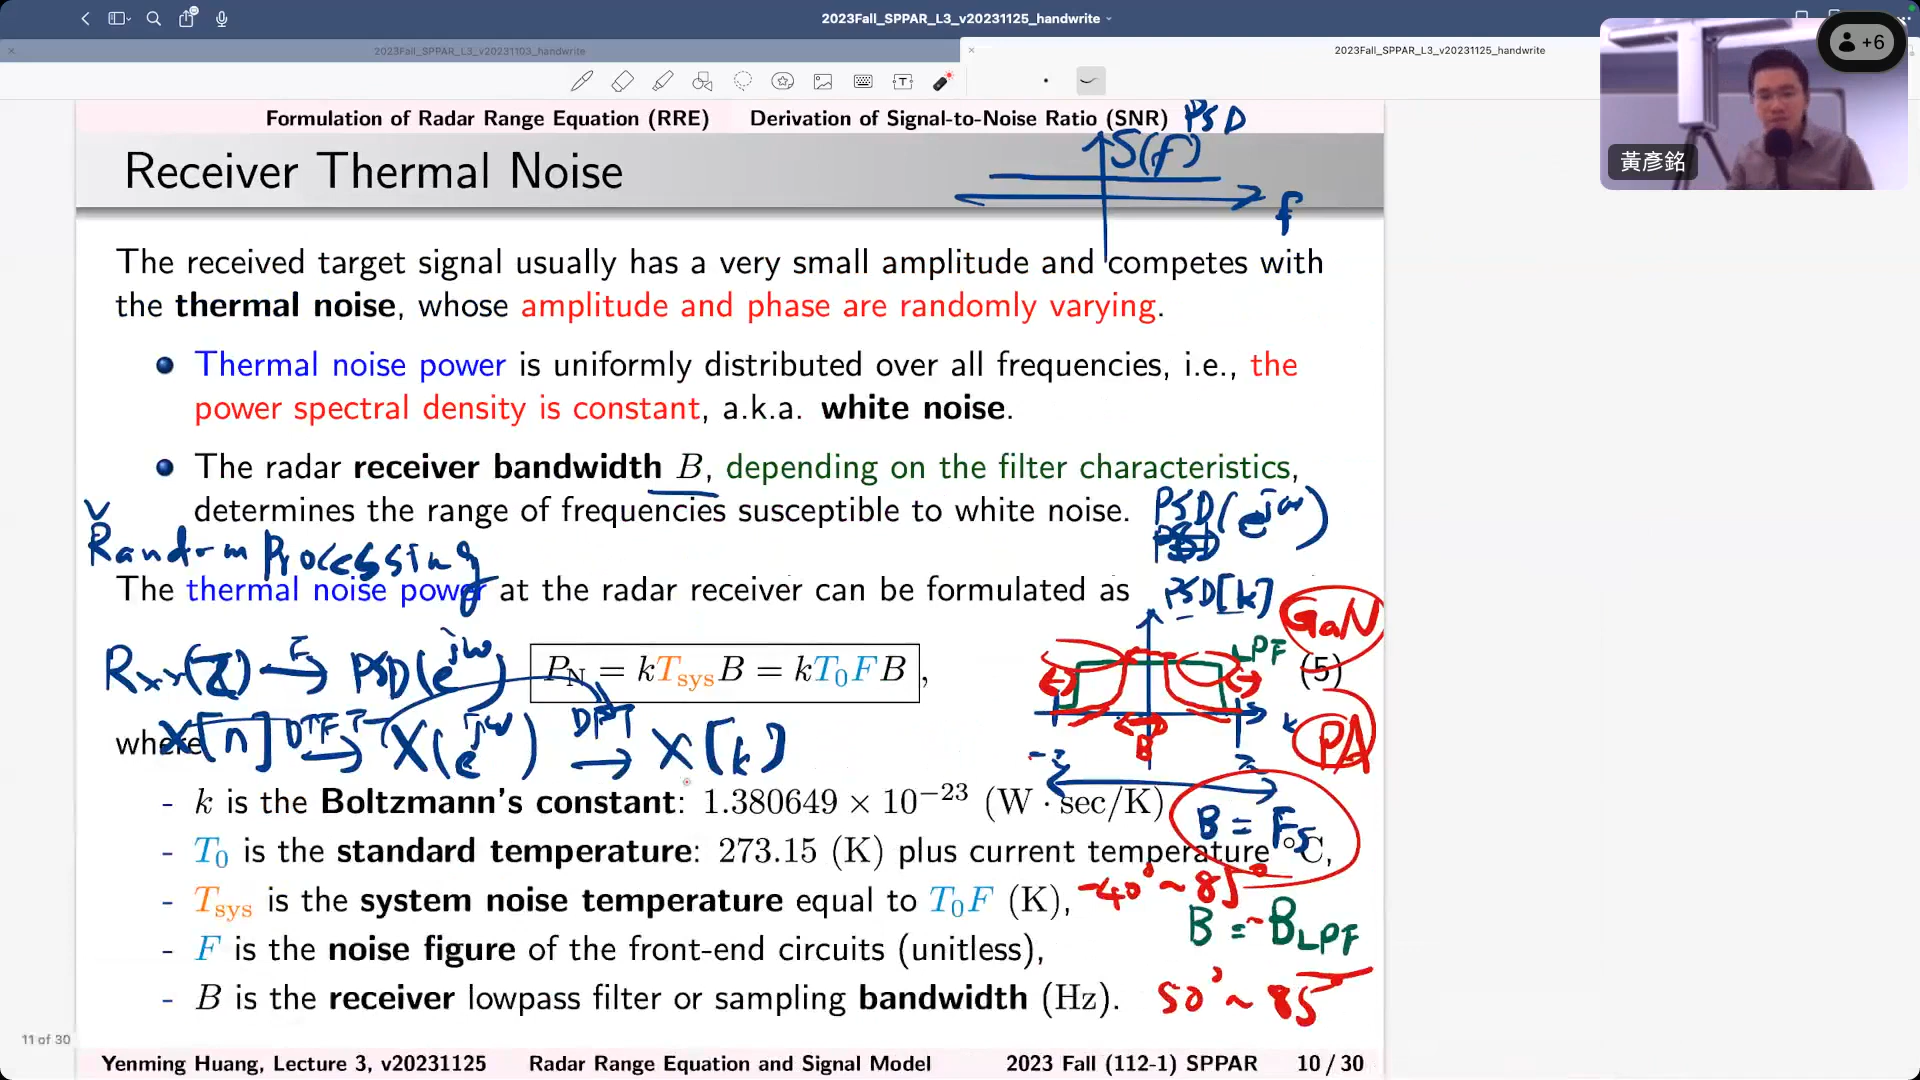 2023Fall_SPPAR_L3_v20231125_handwrite
2023Fall_SPPAR_L3_v20231103_handwrite
2023Fall_SPPAR_L3_v20231125_handwrite
+6
黃彥銘
Formulation of Radar Range Equation (RRE) Derivation of Signal-to-Noise Ratio (SNR)
PSD
S(f)
f
Receiver Thermal Noise
The received target signal usually has a very small amplitude and competes with
the thermal noise, whose amplitude and phase are randomly varying.
Thermal noise power is uniformly distributed over all frequencies, i.e., the
power spectral density is constant, a.k.a. white noise.
The radar receiver bandwidth B, depending on the filter characteristics,
determines the range of frequencies susceptible to white noise.
PSD(e^jω)
Random Processing
The thermal noise power at the radar receiver can be formulated as
PSD[k]
GaN
LPF
R_xx(Z) F→ PSD(e^jω)
P_N = kT_sys B = kT_0 F B,
(5)
where
X[n] DTFT→ X(e^jω) DFT→ X[k]
B
PA
- k is the Boltzmann's constant: 1.380649 × 10^−23 (W · sec/K)
B = Fs
- T_0 is the standard temperature: 273.15 (K) plus current temperature °C,
-40° ~ 85°
- T_sys is the system noise temperature equal to T_0F (K),
B = ~B_LPF
- F is the noise figure of the front-end circuits (unitless),
- B is the receiver lowpass filter or sampling bandwidth (Hz).
50° ~ 85°
11 of 30
Yenming Huang, Lecture 3, v20231125 Radar Range Equation and Signal Model 2023 Fall (112-1) SPPAR 10 / 30